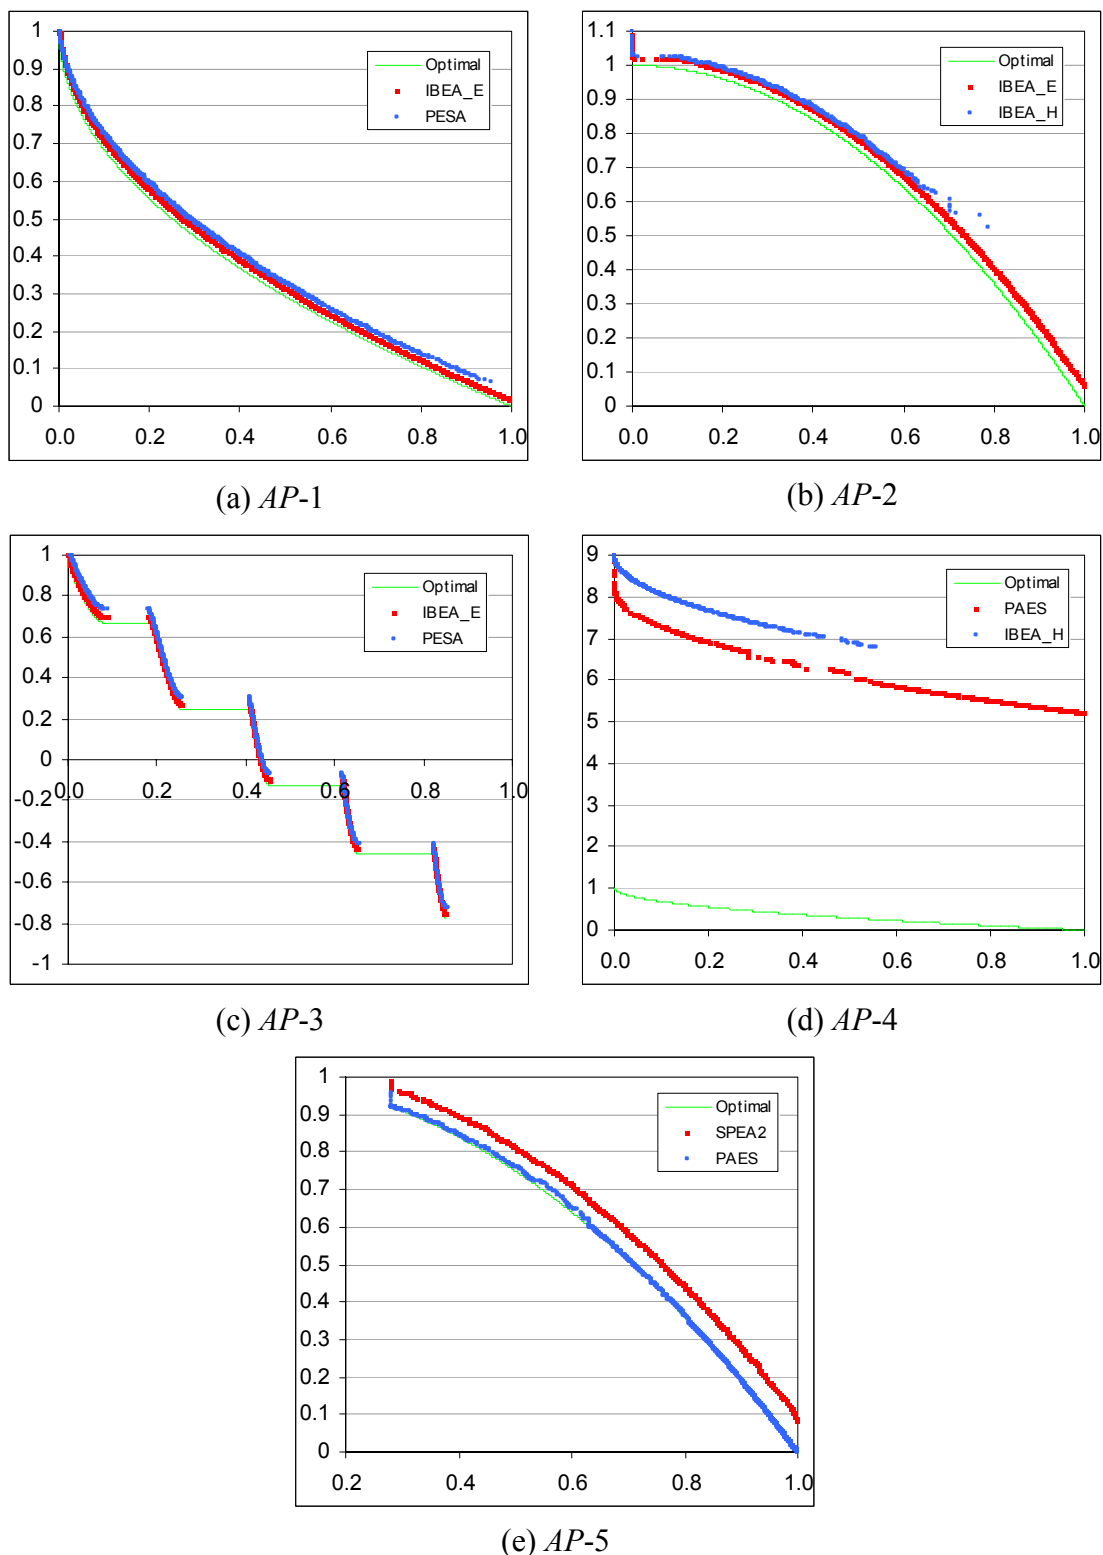 1
0.9
0.8
0.7
0.6
0.5
0.4
0.3
0.2
0.1
0
0.0 0.2 0.4 0.6 0.8 1.0
Optimal
IBEA_E
PESA
(a) AP-1
1.1
1
0.9
0.8
0.7
0.6
0.5
0.4
0.3
0.2
0.1
0
0.0 0.2 0.4 0.6 0.8 1.0
Optimal
IBEA_E
IBEA_H
(b) AP-2
1
0.8
0.6
0.4
0.2
0
-0.2
-0.4
-0.6
-0.8
-1
0.0 0.2 0.4 0.6 0.8 1.0
Optimal
IBEA_E
PESA
(c) AP-3
9
8
7
6
5
4
3
2
1
0
0.0 0.2 0.4 0.6 0.8 1.0
Optimal
PAES
IBEA_H
(d) AP-4
1
0.9
0.8
0.7
0.6
0.5
0.4
0.3
0.2
0.1
0
0.2 0.4 0.6 0.8 1.0
Optimal
SPEA2
PAES
(e) AP-5